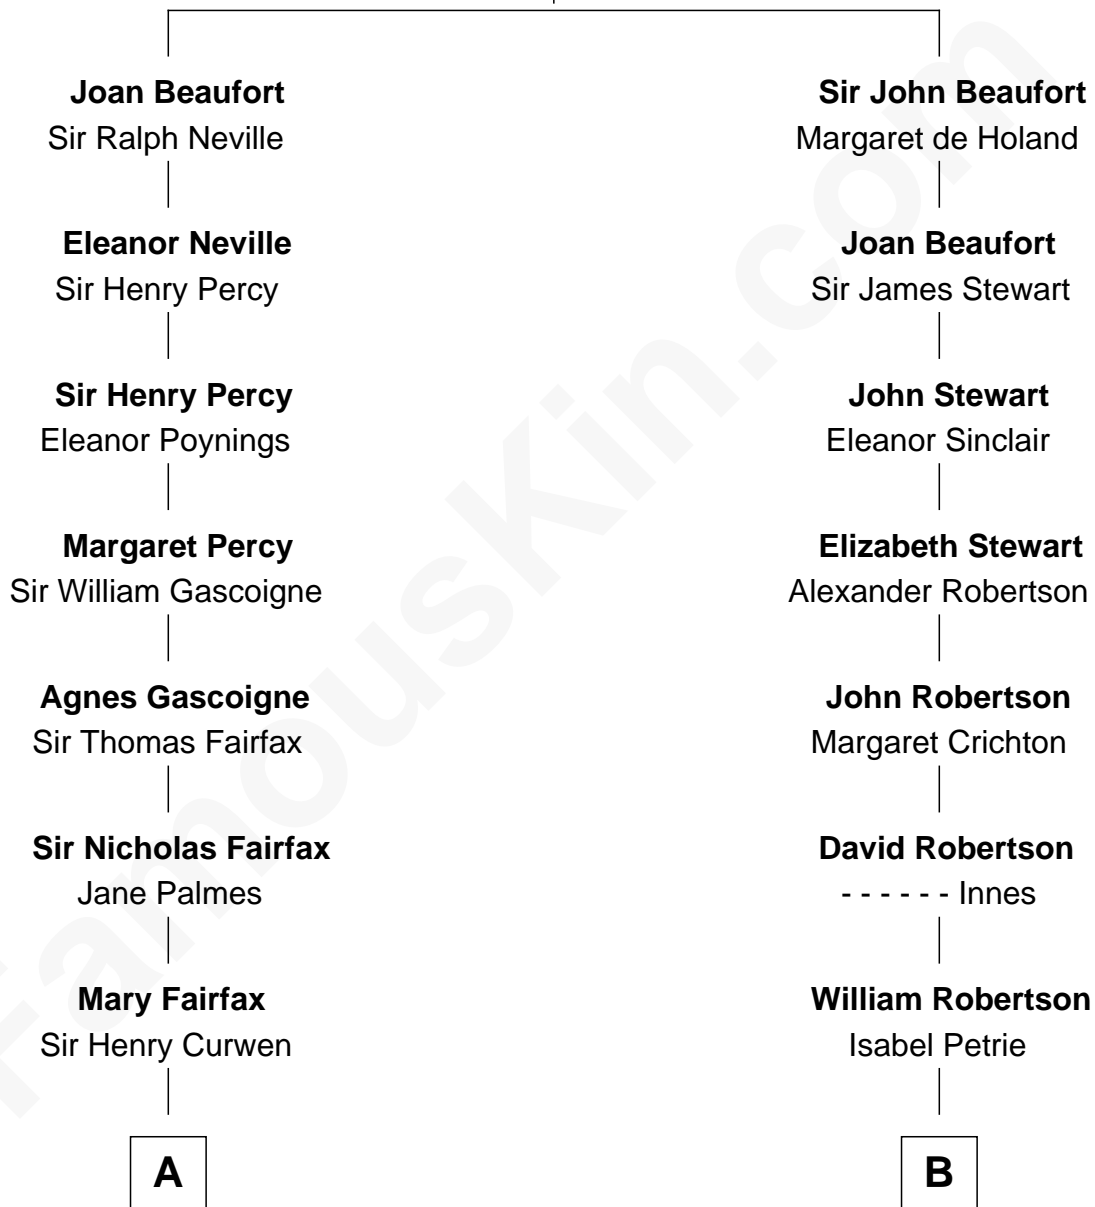 Joan Beaufort
Sir Ralph Neville
Eleanor Neville
Sir Henry Percy
Sir Henry Percy
Eleanor Poynings
Margaret Percy
Sir William Gascoigne
Agnes Gascoigne
Sir Thomas Fairfax
Sir Nicholas Fairfax
Jane Palmes
Mary Fairfax
Sir Henry Curwen
A
Sir John Beaufort
Margaret de Holand
Joan Beaufort
Sir James Stewart
John Stewart
Eleanor Sinclair
Elizabeth Stewart
Alexander Robertson
John Robertson
Margaret Crichton
David Robertson
- - - - - - Innes
William Robertson
Isabel Petrie
B
FamousKin.com